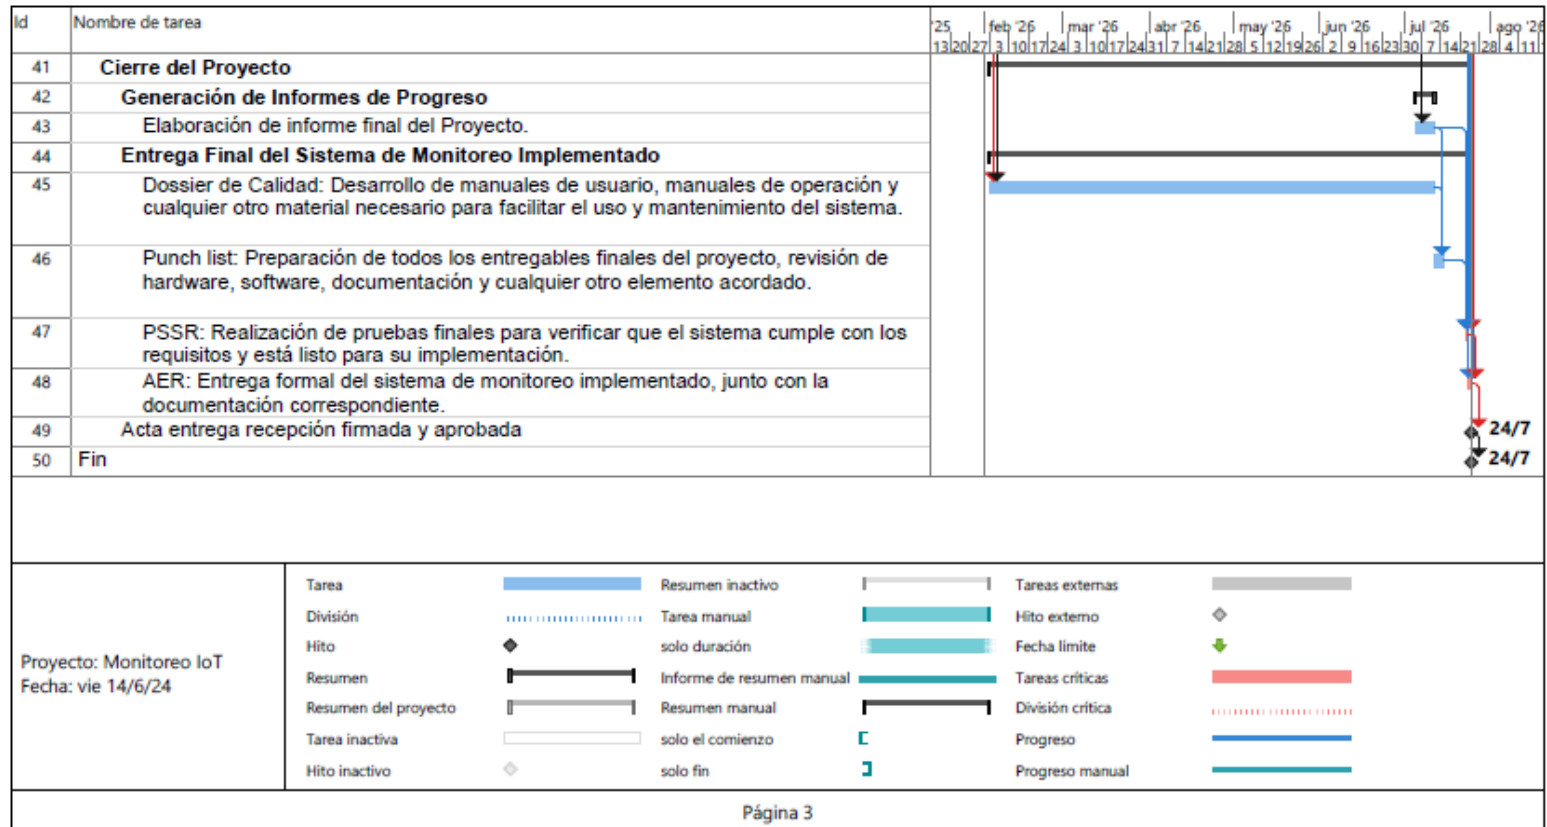 Id Nombre de tarea '25 feb '26 mar '26 abr '26 may '26 jun '26 jul '26 ago '26
13 20 27 3 10 17 24 3 10 17 24 31 7 14 21 28 5 12 19 26 2 9 16 23 30 7 14 21 28 4 11
41 Cierre del Proyecto
42 Generación de Informes de Progreso
43 Elaboración de informe final del Proyecto.
44 Entrega Final del Sistema de Monitoreo Implementado
45 Dossier de Calidad: Desarrollo de manuales de usuario, manuales de operación y
cualquier otro material necesario para facilitar el uso y mantenimiento del sistema.
46 Punch list: Preparación de todos los entregables finales del proyecto, revisión de
hardware, software, documentación y cualquier otro elemento acordado.
47 PSSR: Realización de pruebas finales para verificar que el sistema cumple con los
requisitos y está listo para su implementación.
48 AER: Entrega formal del sistema de monitoreo implementado, junto con la
documentación correspondiente.
49 Acta entrega recepción firmada y aprobada 24/7
50 Fin 24/7
Proyecto: Monitoreo IoT
Fecha: vie 14/6/24
Tarea
División
Hito
Resumen
Resumen del proyecto
Tarea inactiva
Hito inactivo
Resumen inactivo
Tarea manual
solo duración
Informe de resumen manual
Resumen manual
solo el comienzo
solo fin
Tareas externas
Hito externo
Fecha límite
Tareas críticas
División crítica
Progreso
Progreso manual
Página 3